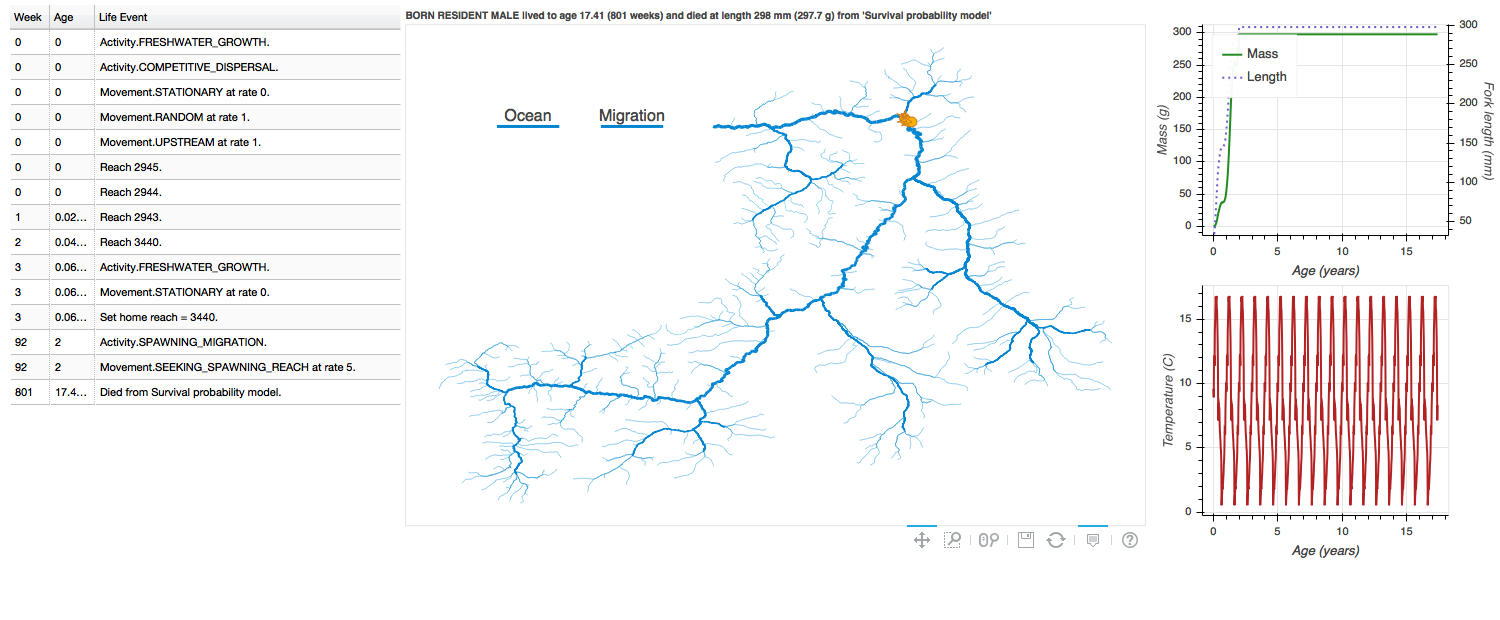 Week Age Life Event
0 0 Activity.FRESHWATER_GROWTH.
0 0 Activity.COMPETITIVE_DISPERSAL.
0 0 Movement.STATIONARY at rate 0.
0 0 Movement.RANDOM at rate 1.
0 0 Movement.UPSTREAM at rate 1.
0 0 Reach 2945.
0 0 Reach 2944.
1 0.02... Reach 2943.
2 0.04... Reach 3440.
3 0.06... Activity.FRESHWATER_GROWTH.
3 0.06... Movement.STATIONARY at rate 0.
3 0.06... Set home reach = 3440.
92 2 Activity.SPAWNING_MIGRATION.
92 2 Movement.SEEKING_SPAWNING_REACH at rate 5.
801 17.4... Died from Survival probability model.
BORN RESIDENT MALE lived to age 17.41 (801 weeks) and died at length 298 mm (297.7 g) from 'Survival probability model'
Ocean Migration
Mass (g)
300
250
200
150
100
50
0
Mass
Length
300
250
200
150
100
50
Fork length (mm)
0 5 10 15
Age (years)
Temperature (C)
15
10
5
0
0 5 10 15
Age (years)